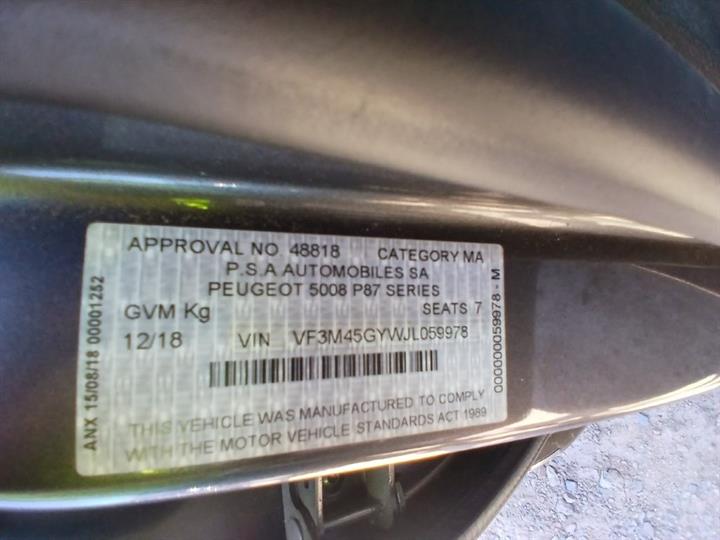 APPROVAL NO. 48818 CATEGORY MA
P.S.A AUTOMOBILES SA
PEUGEOT 5008 P87 SERIES
GVM Kg SEATS 7
12/18 VIN VF3M45GYWJL059978
THIS VEHICLE WAS MANUFACTURED TO COMPLY
WITH THE MOTOR VEHICLE STANDARDS ACT 1989
ANX 15/08/18 00001252
000000059978 - M